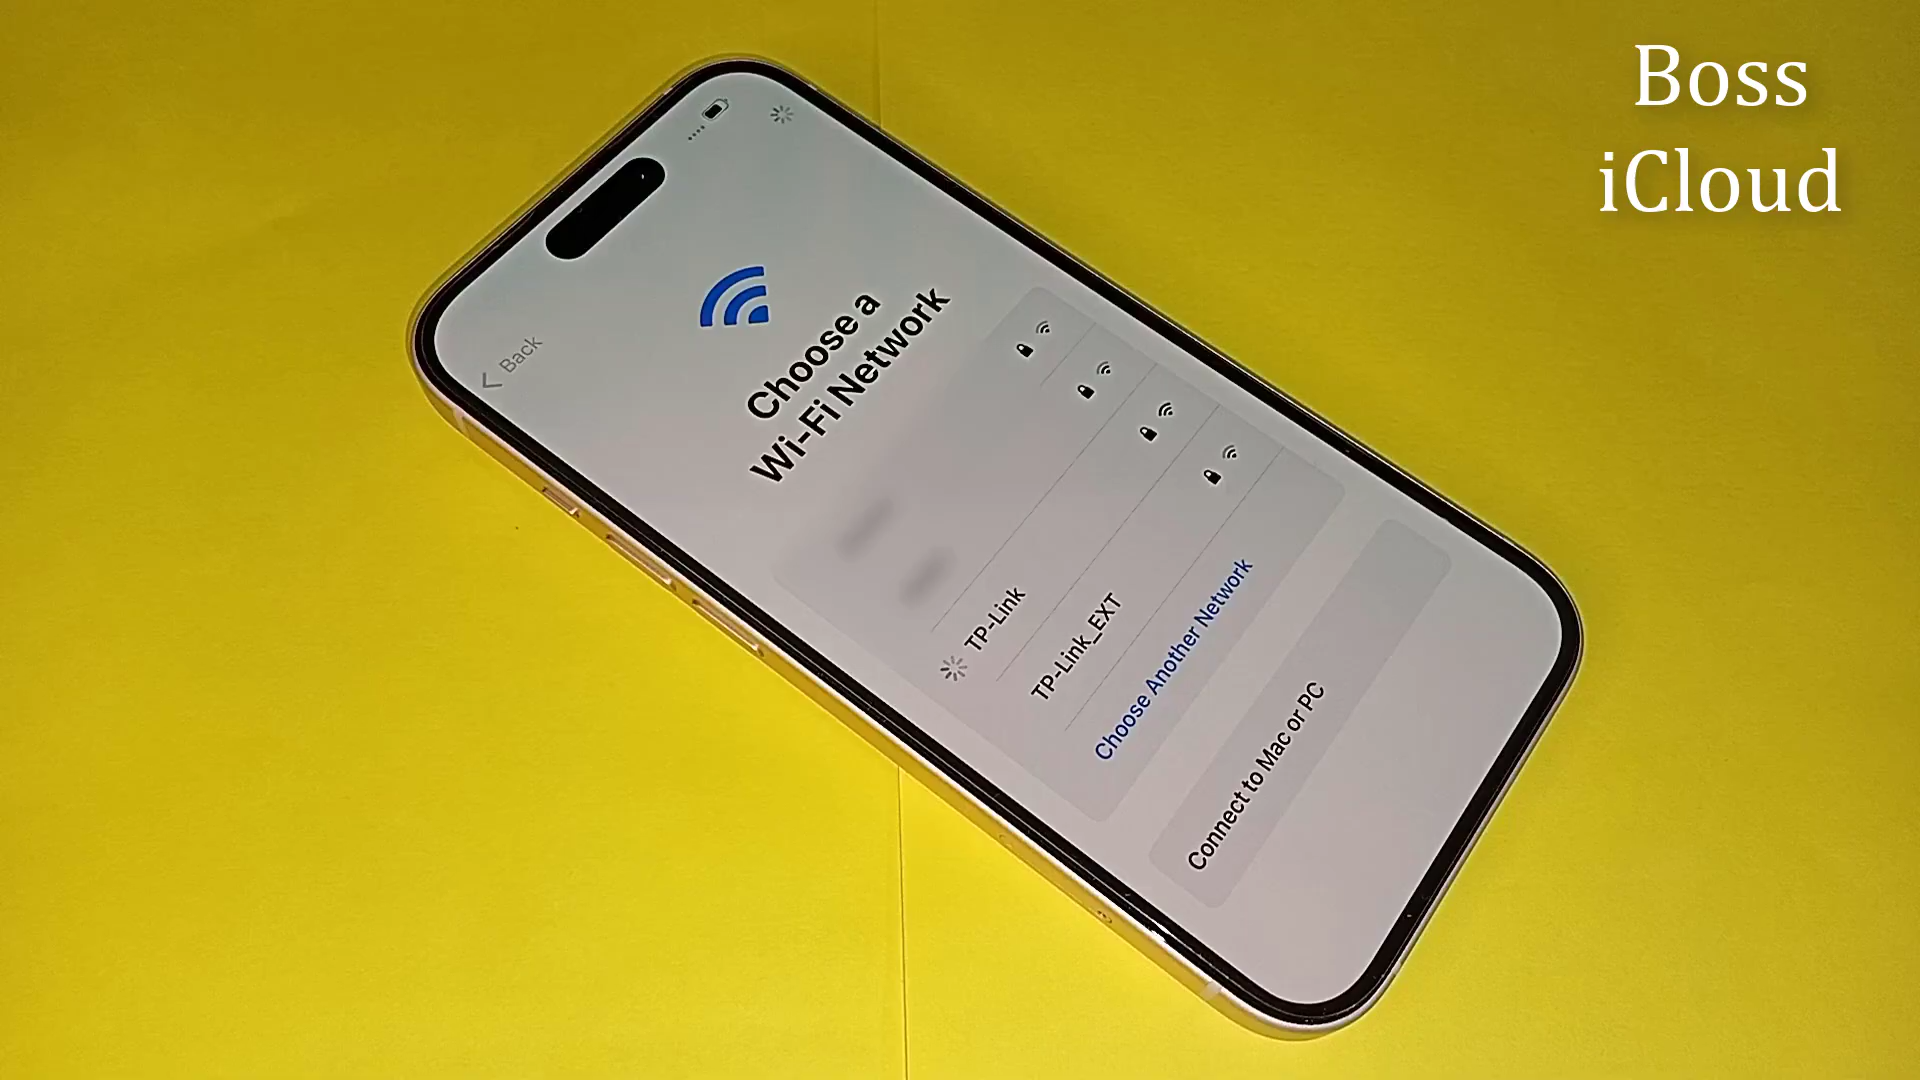 Boss
iCloud
Back
Choose a
Wi-Fi Network
TP-Link
TP-Link_EXT
Choose Another Network
Connect to Mac or PC